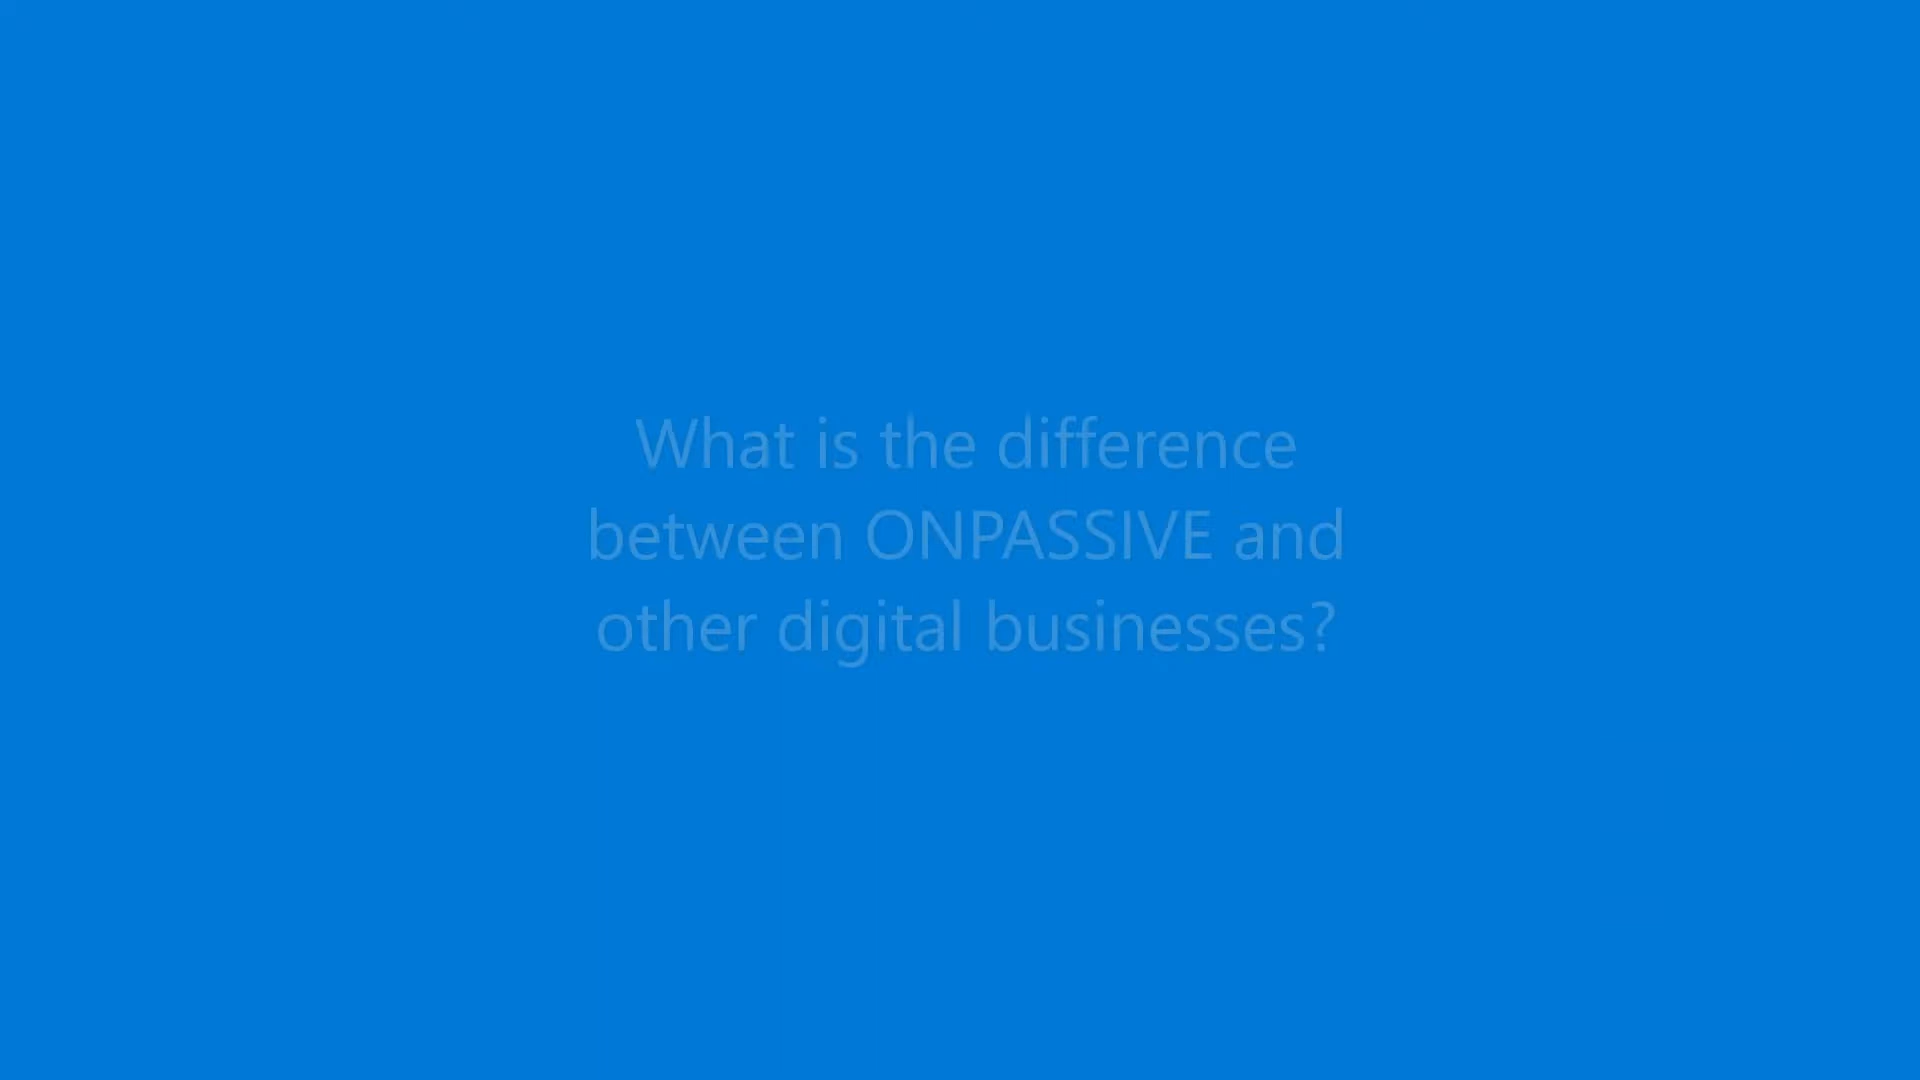 What is the difference
between ONPASSIVE and
other digital businesses?